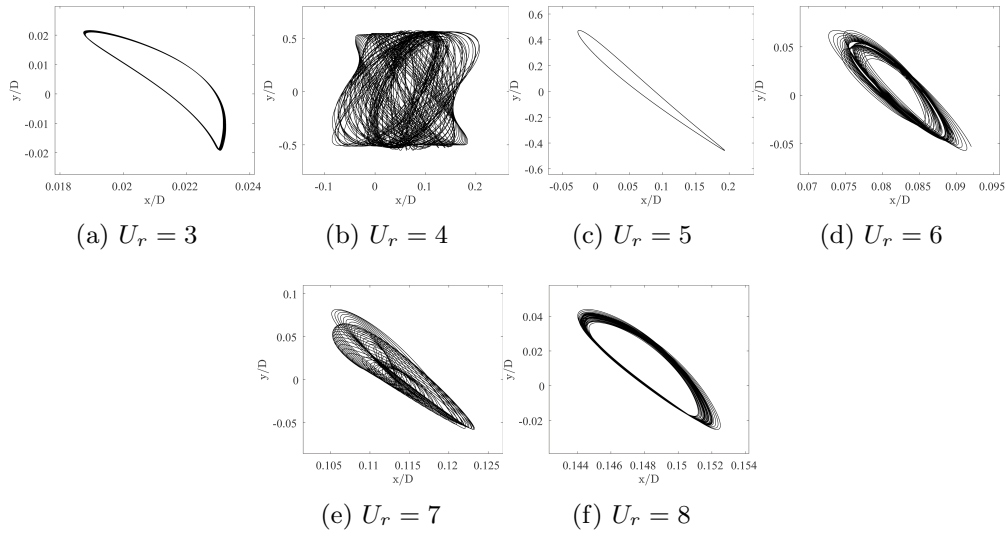 y/D
0.02
0.01
0
-0.01
-0.02
0.018 0.02 0.022 0.024
x/D
(a) U_r = 3
y/D
0.5
0
-0.5
-0.1 0 0.1 0.2
x/D
(b) U_r = 4
y/D
0.6
0.4
0.2
0
-0.2
-0.4
-0.6
-0.05 0 0.05 0.1 0.15 0.2
x/D
(c) U_r = 5
y/D
0.05
0
-0.05
0.07 0.075 0.08 0.085 0.09 0.095
x/D
(d) U_r = 6
y/D
0.1
0.05
0
-0.05
0.105 0.11 0.115 0.12 0.125
x/D
(e) U_r = 7
y/D
0.04
0.02
0
-0.02
0.144 0.146 0.148 0.15 0.152 0.154
x/D
(f) U_r = 8